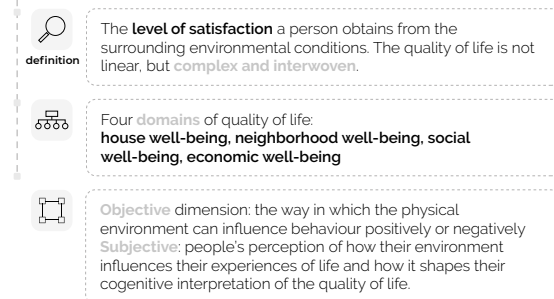 The level of satisfaction a person obtains from the
surrounding environmental conditions. The quality of life is not
linear, but complex and interwoven.
definition
Four domains of quality of life:
house well-being, neighborhood well-being, social
well-being, economic well-being
Objective dimension: the way in which the physical
environment can influence behaviour positively or negatively
Subjective: people's perception of how their environment
influences their experiences of life and how it shapes their
cogenitive interpretation of the quality of life.